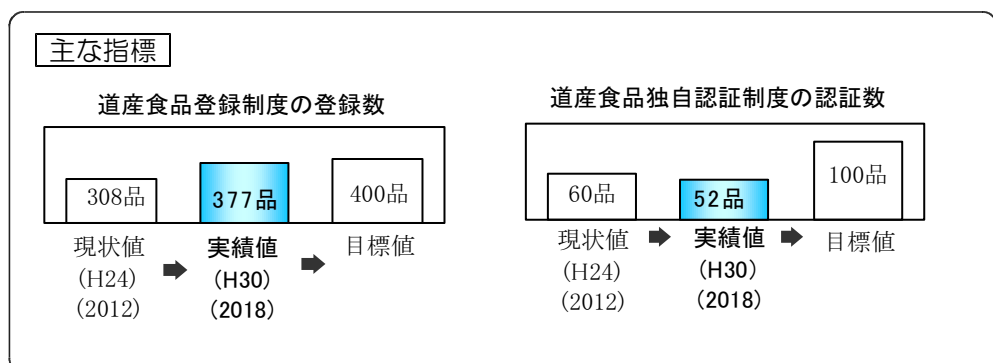 主な指標
道産食品登録制度の登録数
308品
377品
400品
現状値
(H24)
(2012)
実績値
(H30)
(2018)
目標値
道産食品独自認証制度の認証数
60品
52品
100品
現状値
(H24)
(2012)
実績値
(H30)
(2018)
目標値